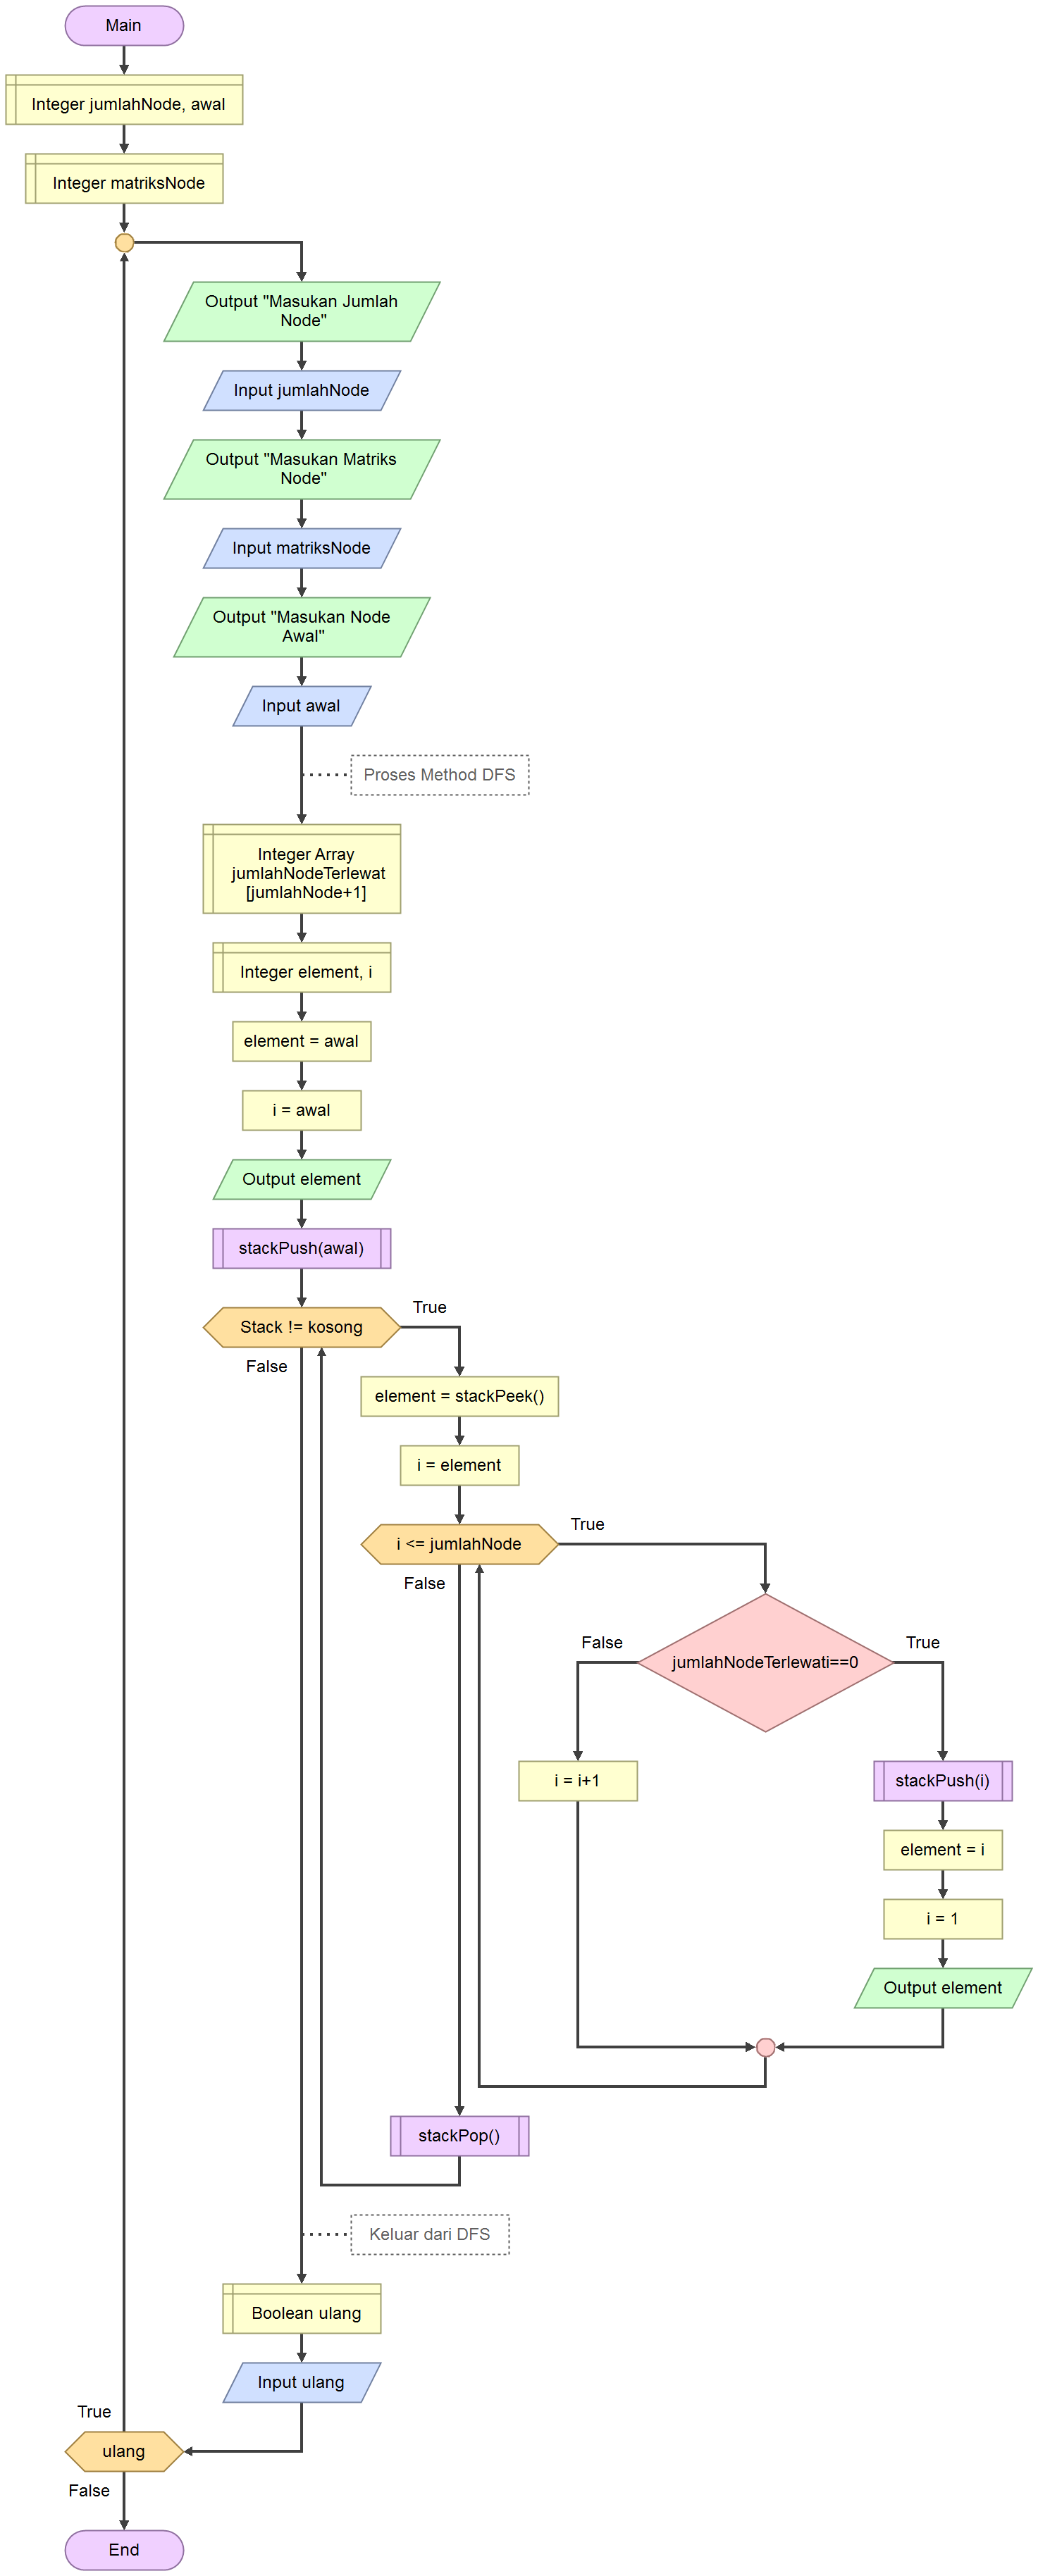 Main
Integer jumlahNode, awal
Integer matriksNode
Output "Masukan Jumlah
Node"
Input jumlahNode
Output "Masukan Matriks
Node"
Input matriksNode
Output "Masukan Node
Awal"
Input awal
Proses Method DFS
Integer Array
jumlahNodeTerlewat
[jumlahNode+1]
Integer element, i
element = awal
i = awal
Output element
stackPush(awal)
Stack != kosong
True
False
element = stackPeek()
i = element
i <= jumlahNode
True
False
jumlahNodeTerlewati==0
False
True
i = i+1
stackPush(i)
element = i
i = 1
Output element
stackPop()
Keluar dari DFS
Boolean ulang
Input ulang
True
ulang
False
End